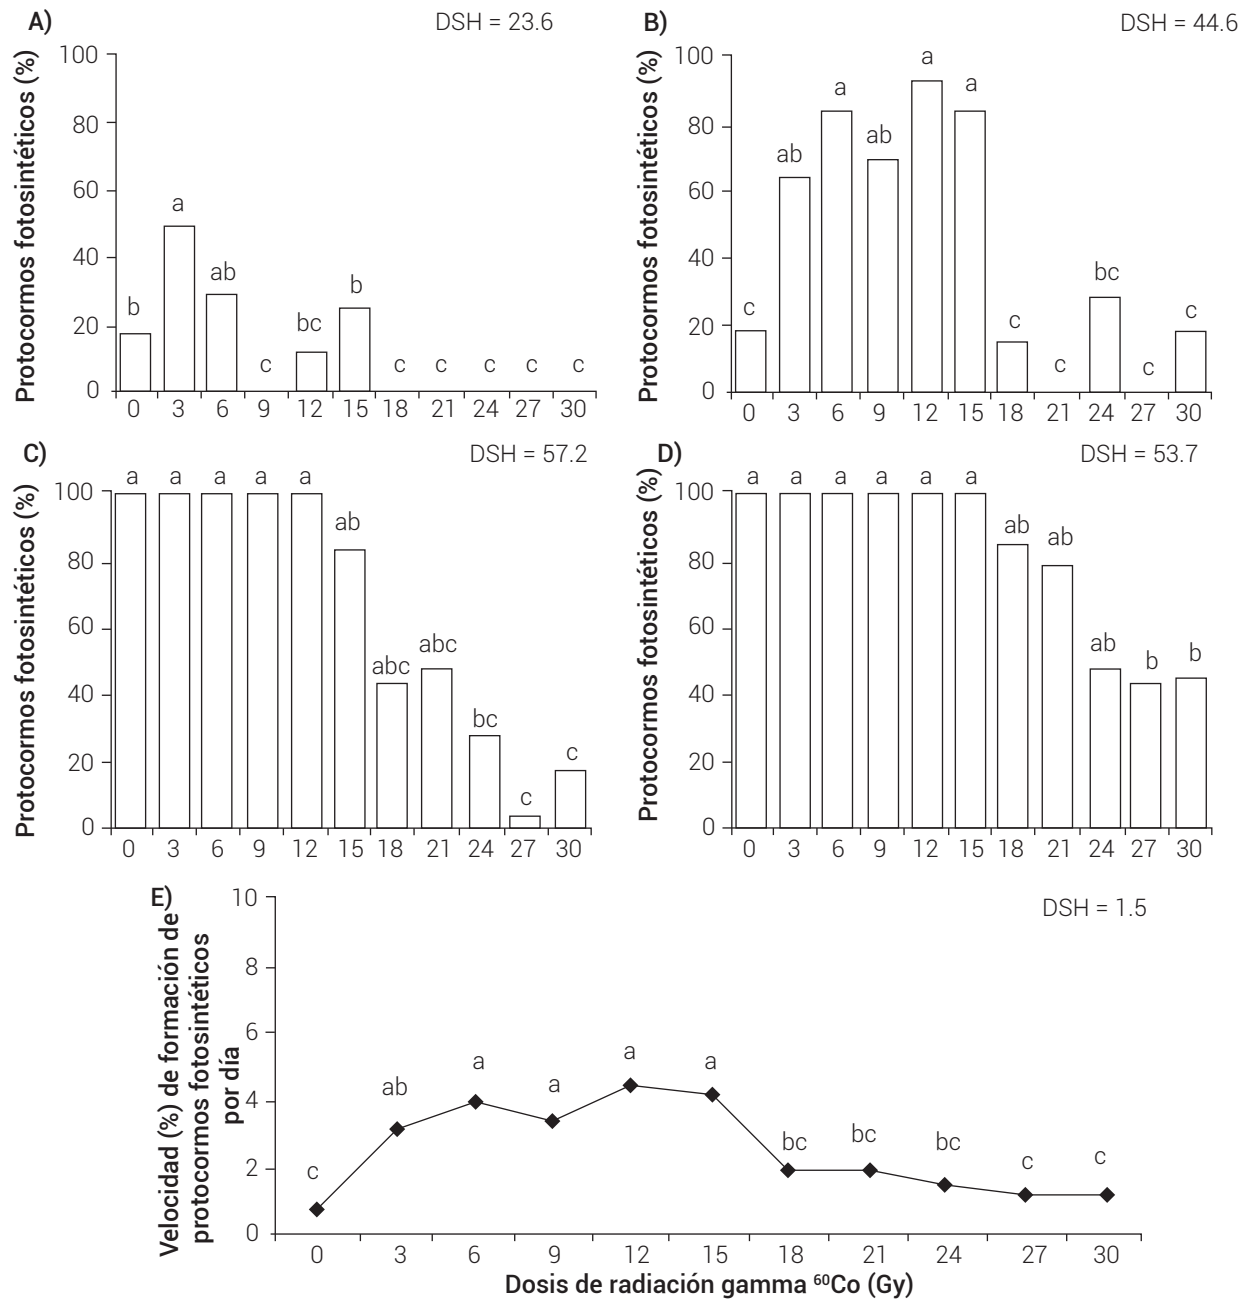 A)
DSH = 23.6
Protocormos fotosintéticos (%)
100
80
60
40
20
0
b
a
ab
c
bc
b
c
c
c
c
c
0 3 6 9 12 15 18 21 24 27 30
B)
DSH = 44.6
Protocormos fotosintéticos (%)
100
80
60
40
20
0
c
ab
a
ab
a
a
c
c
bc
c
c
0 3 6 9 12 15 18 21 24 27 30
C)
DSH = 57.2
Protocormos fotosintéticos (%)
100
80
60
40
20
0
a
a
a
a
a
ab
abc
abc
bc
c
c
0 3 6 9 12 15 18 21 24 27 30
D)
DSH = 53.7
Protocormos fotosintéticos (%)
100
80
60
40
20
0
a
a
a
a
a
a
ab
ab
ab
b
b
0 3 6 9 12 15 18 21 24 27 30
E)
DSH = 1.5
Velocidad (%) de formación de
protocormos fotosintéticos
por día
10
8
6
4
2
0
c
ab
a
a
a
a
bc
bc
bc
c
c
0 3 6 9 12 15 18 21 24 27 30
Dosis de radiación gamma ⁶⁰Co (Gy)